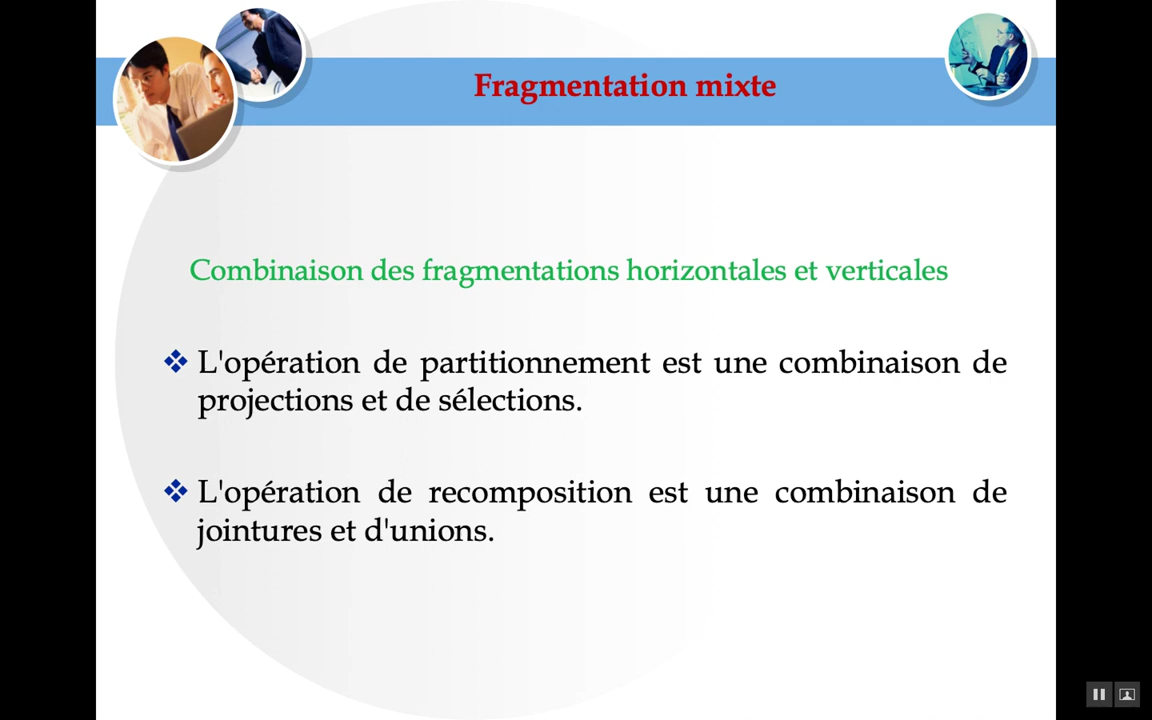 Fragmentation mixte
Combinaison des fragmentations horizontales et verticales
❖ L'opération de partitionnement est une combinaison de
projections et de sélections.
❖ L'opération de recomposition est une combinaison de
jointures et d'unions.